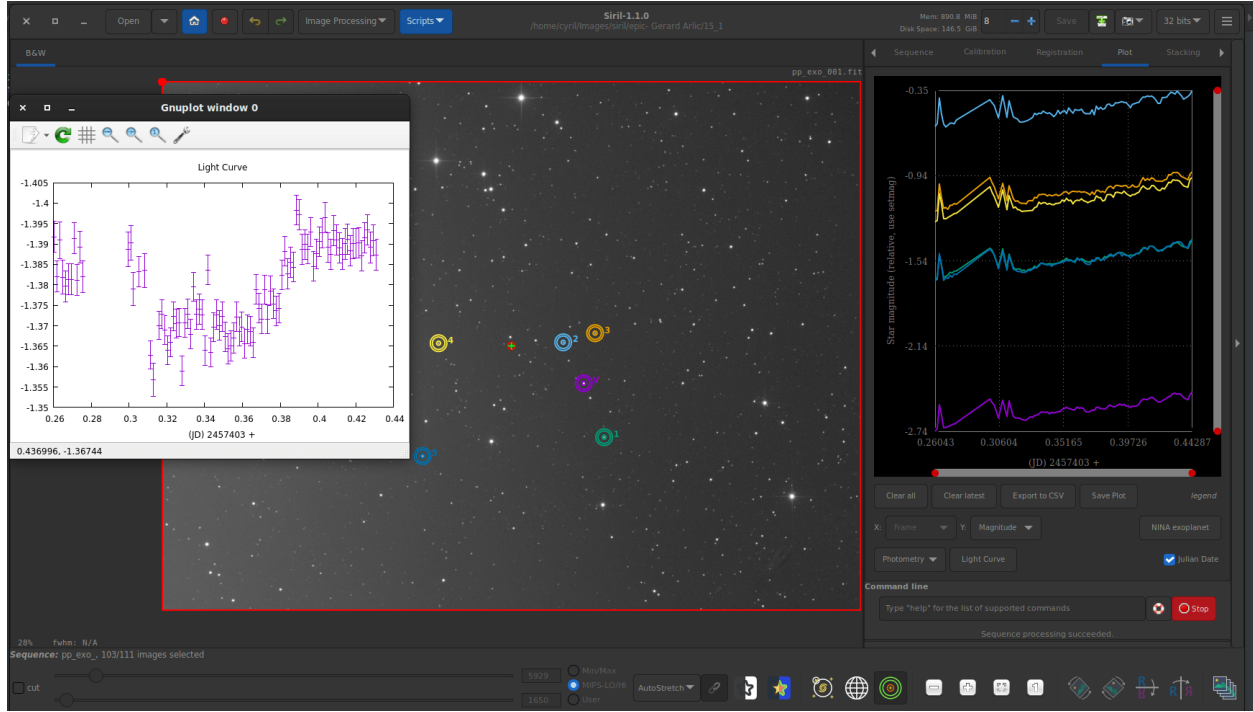 Open
Image Processing
Scripts
Siril-1.1.0
/home/cyril/Images/siril/epic- Gerard Arlic/15_1
Mem: 890.8 MiB
Disk Space: 146.5 GiB
8
Save
32 bits
B&W
pp_exo_001.fit
Gnuplot window 0
Light Curve
-1.405
-1.4
-1.395
-1.39
-1.385
-1.38
-1.375
-1.37
-1.365
-1.36
-1.355
-1.35
0.26 0.28 0.3 0.32 0.34 0.36 0.38 0.4 0.42 0.44
(JD) 2457403 +
0.436996, -1.36744
4
2
3
V
1
Sequence Calibration Registration Plot Stacking
Star magnitude (relative, use setmag)
-0.35
-0.94
-1.54
-2.14
-2.74
0.26043 0.30604 0.35165 0.39726 0.44287
(JD) 2457403 +
Clear all Clear latest Export to CSV Save Plot legend
X: Frame Y: Magnitude NINA exoplanet
Photometry Light Curve Julian Date
Command line
Type "help" for the list of supported commands
Stop
Sequence processing succeeded.
28% fwhm: N/A
Sequence: pp_exo_, 103/111 images selected
cut
5929
1650
Min/Max
MIPS-LO/HI
User
AutoStretch